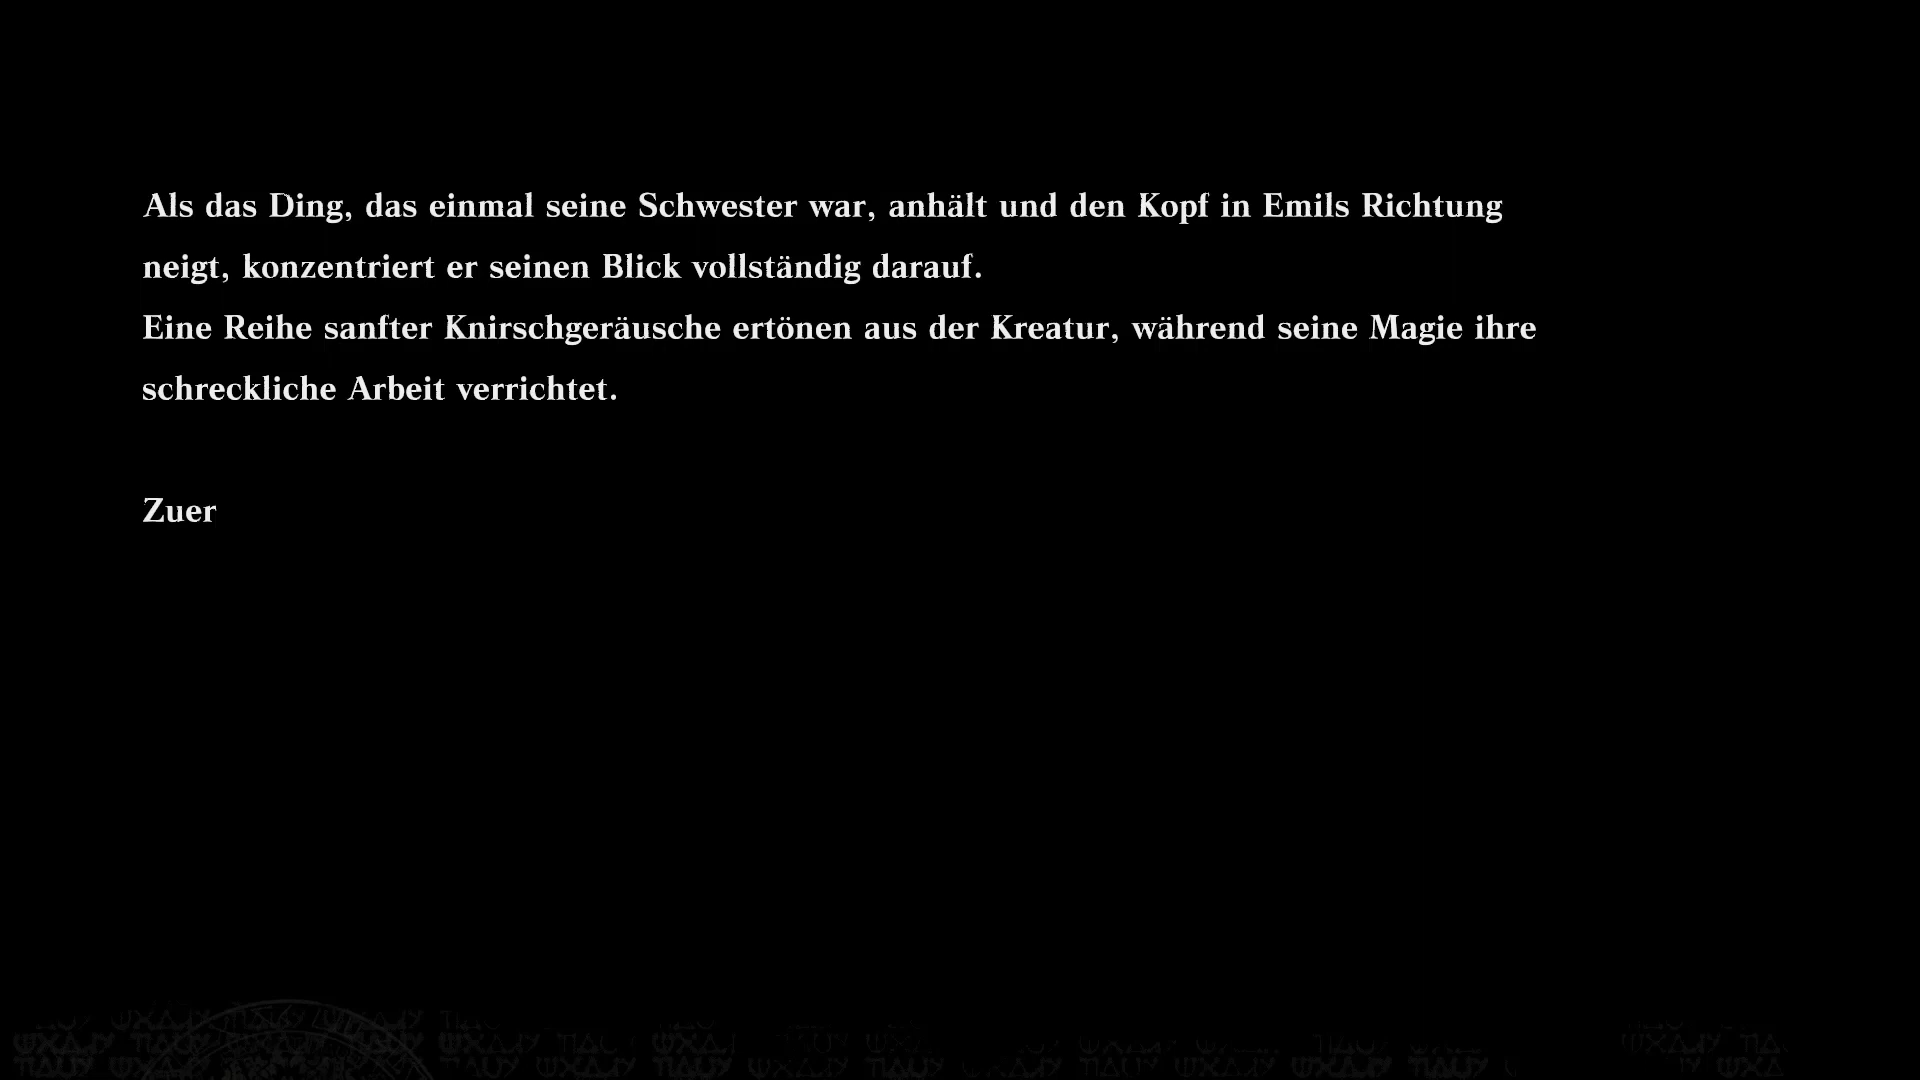 Als das Ding, das einmal seine Schwester war, anhält und den Kopf in Emils Richtung
neigt, konzentriert er seinen Blick vollständig darauf.
Eine Reihe sanfter Knirschgeräusche ertönen aus der Kreatur, während seine Magie ihre
schreckliche Arbeit verrichtet.
Zuer